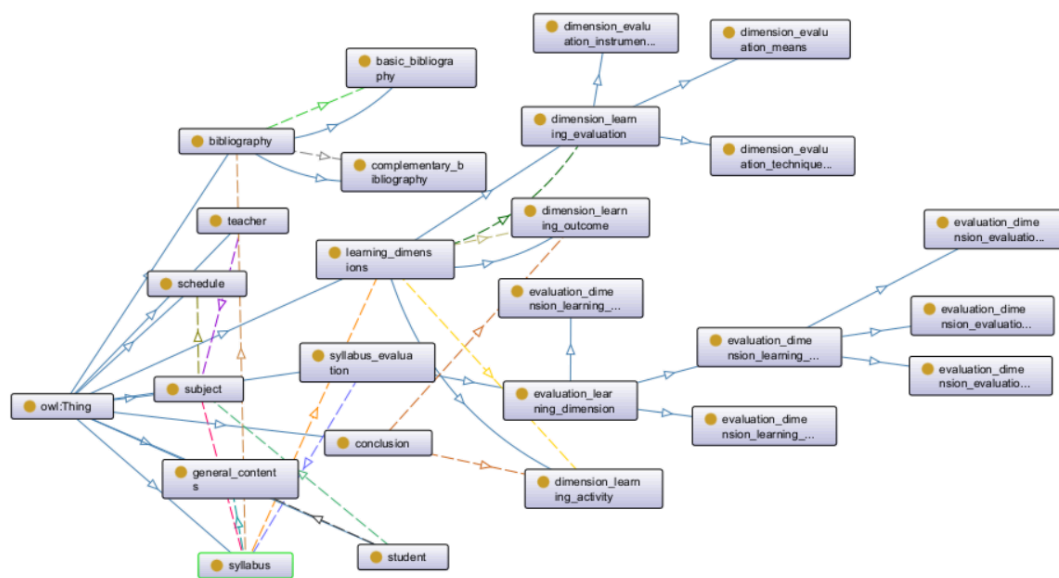 dimension_evalu
ation_instrumen...
dimension_evalu
ation_means
basic_bibliogra
phy
dimension_learn
ing_evaluation
bibliography
complementary_b
ibliography
dimension_evalu
ation_technique...
teacher
dimension_learn
ing_outcome
evaluation_dime
nsion_evaluatio...
learning_dimen
sions
schedule
evaluation_dime
nsion_learning_...
evaluation_dime
nsion_evaluatio...
syllabus_evalua
tion
evaluation_dime
nsion_learning_...
evaluation_dime
nsion_evaluatio...
subject
owl:Thing
evaluation_lear
ning_dimension
evaluation_dime
nsion_learning_...
conclusion
general_content
s
dimension_learn
ing_activity
syllabus
student